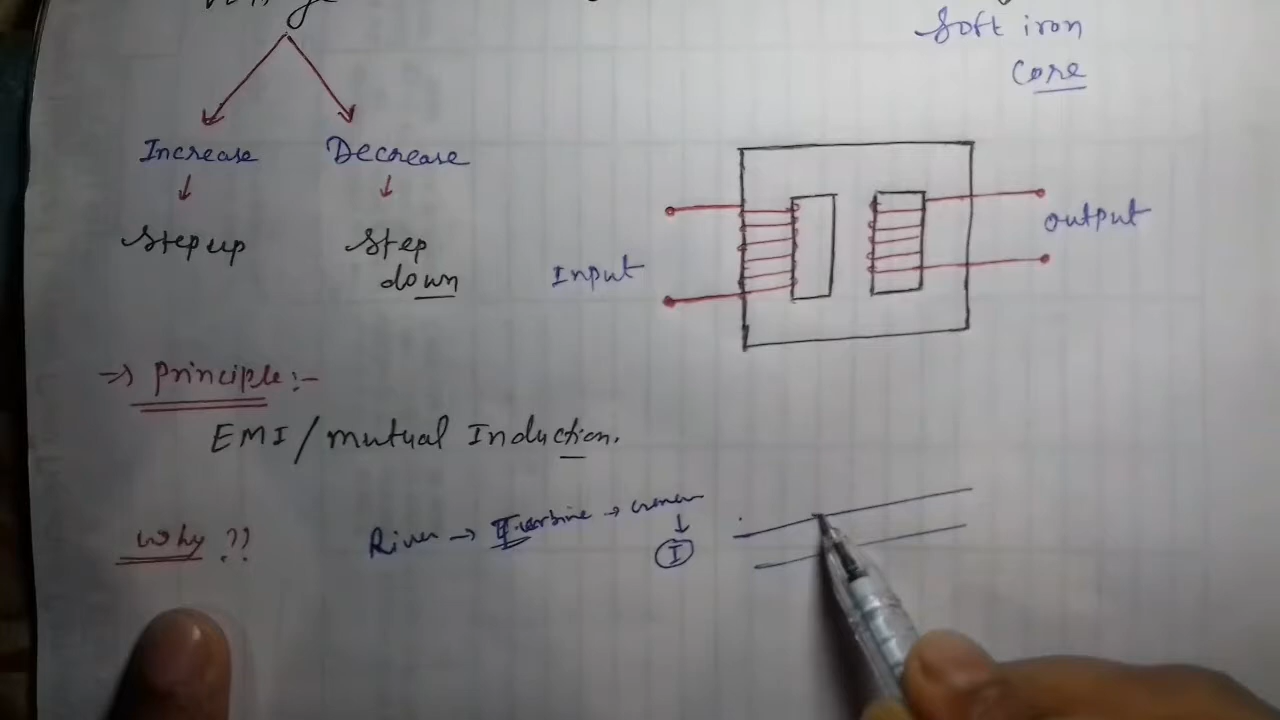 Soft iron
Core
Increase
Decrease
Step up
Step
down
Input
output
=> Principle:-
EMI/mutual Induction.
Why ??
River → Turbine →
I